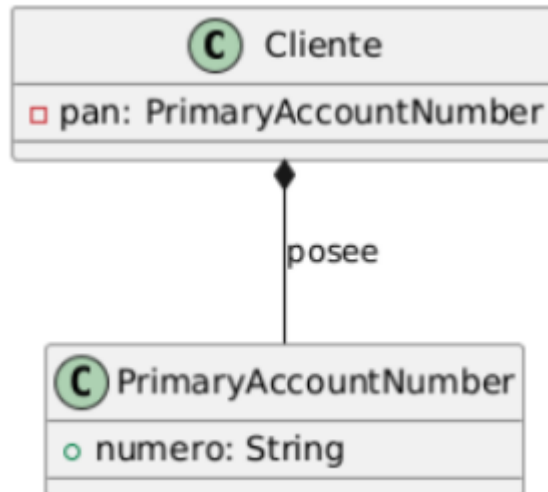 C Cliente
pan: PrimaryAccountNumber
posee
C PrimaryAccountNumber
numero: String